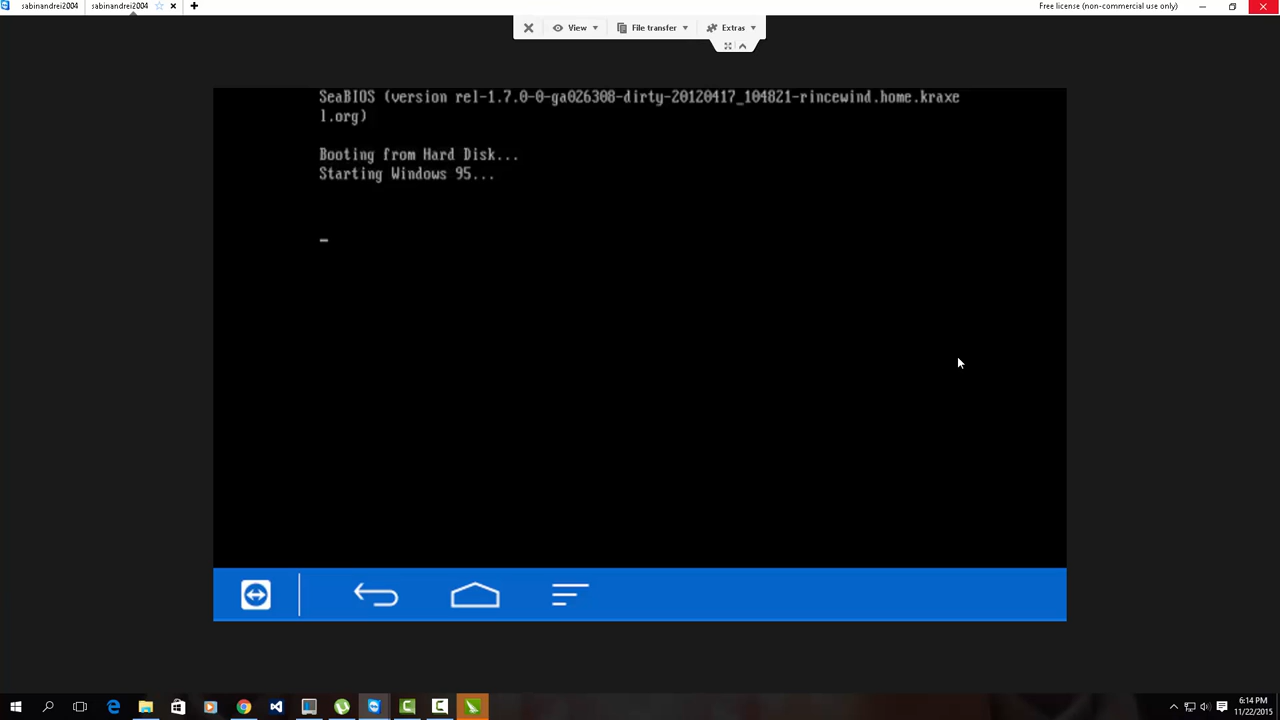 sabinandrei2004
sabinandrei2004
Free license (non-commercial use only)
View
File transfer
Extras
SeaBIOS (version rel-1.7.0-0-ga026308-dirty-20120417_104821-rincewind.home.kraxe
l.org)
Booting from Hard Disk...
Starting Windows 95...
6:14 PM
11/22/2015